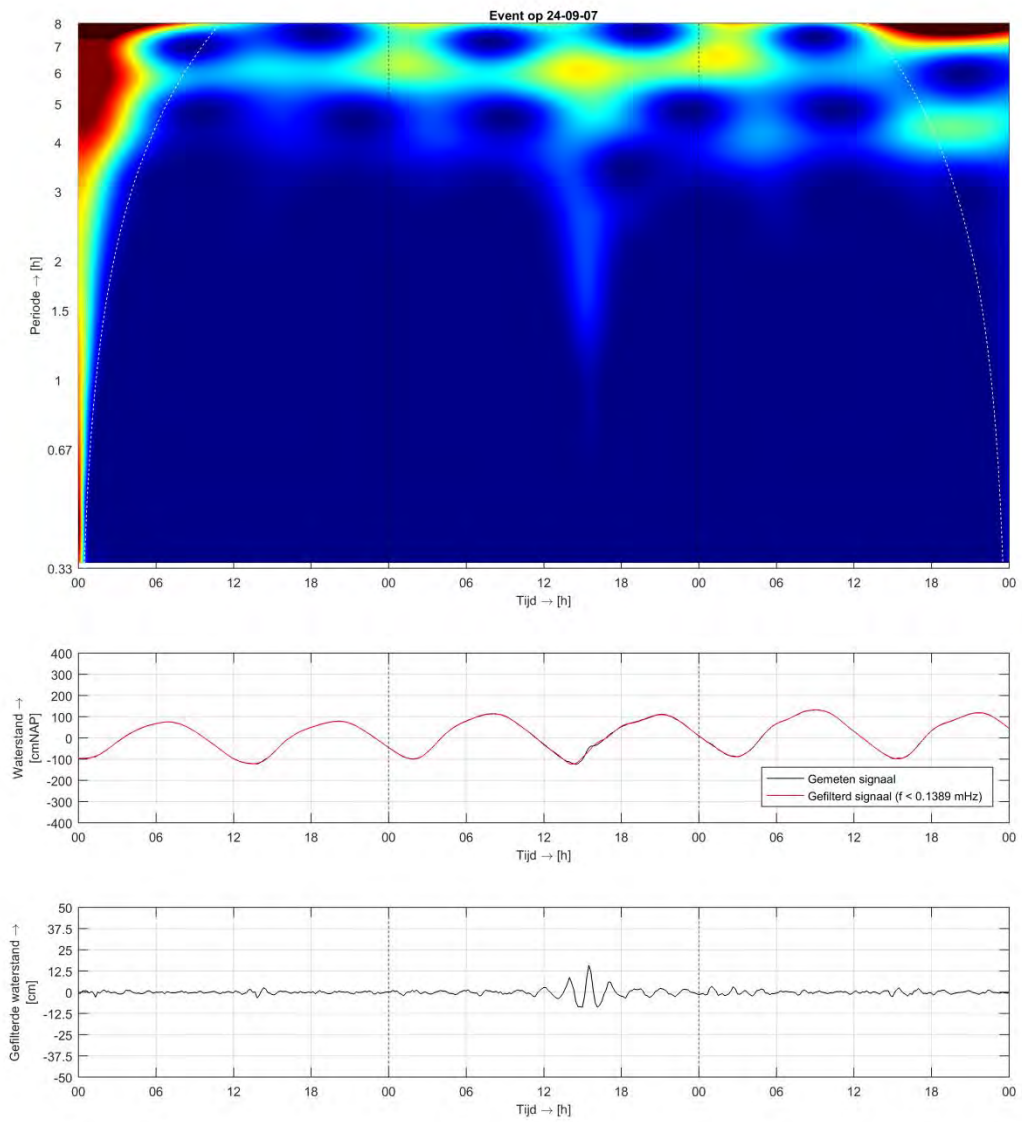 Event op 24-09-07
8
7
6
5
4
3
2
1.5
1
0.67
0.33
Periode → [h]
00 06 12 18 00 06 12 18 00 06 12 18 00
Tijd → [h]
400
300
200
100
0
-100
-200
-300
-400
Waterstand →
[cmNAP]
Gemeten signaal
Gefilterd signaal (f < 0.1389 mHz)
00 06 12 18 00 06 12 18 00 06 12 18 00
Tijd → [h]
50
37.5
25
12.5
0
-12.5
-25
-37.5
-50
Gefilterde waterstand →
[cm]
00 06 12 18 00 06 12 18 00 06 12 18 00
Tijd → [h]